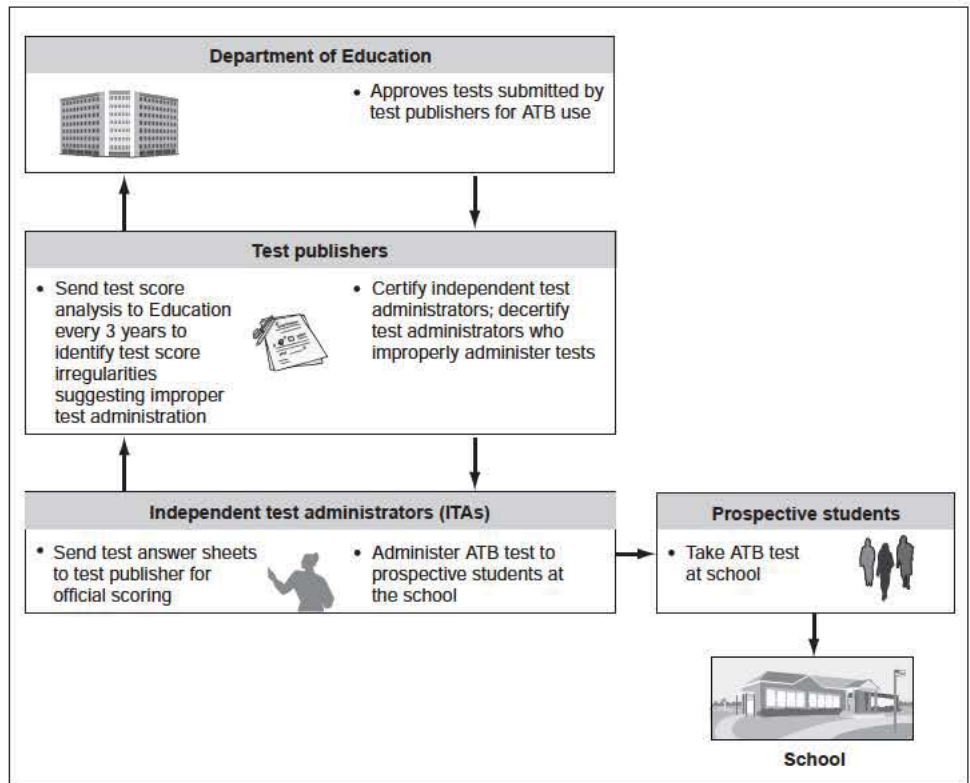 Department of Education
• Approves tests submitted by
test publishers for ATB use
Test publishers
• Send test score
analysis to Education
every 3 years to
identify test score
irregularities
suggesting improper
test administration
• Certify independent test
administrators; decertify
test administrators who
improperly administer tests
Independent test administrators (ITAs)
• Send test answer sheets
to test publisher for
official scoring
• Administer ATB test to
prospective students at
the school
Prospective students
• Take ATB test
at school
School